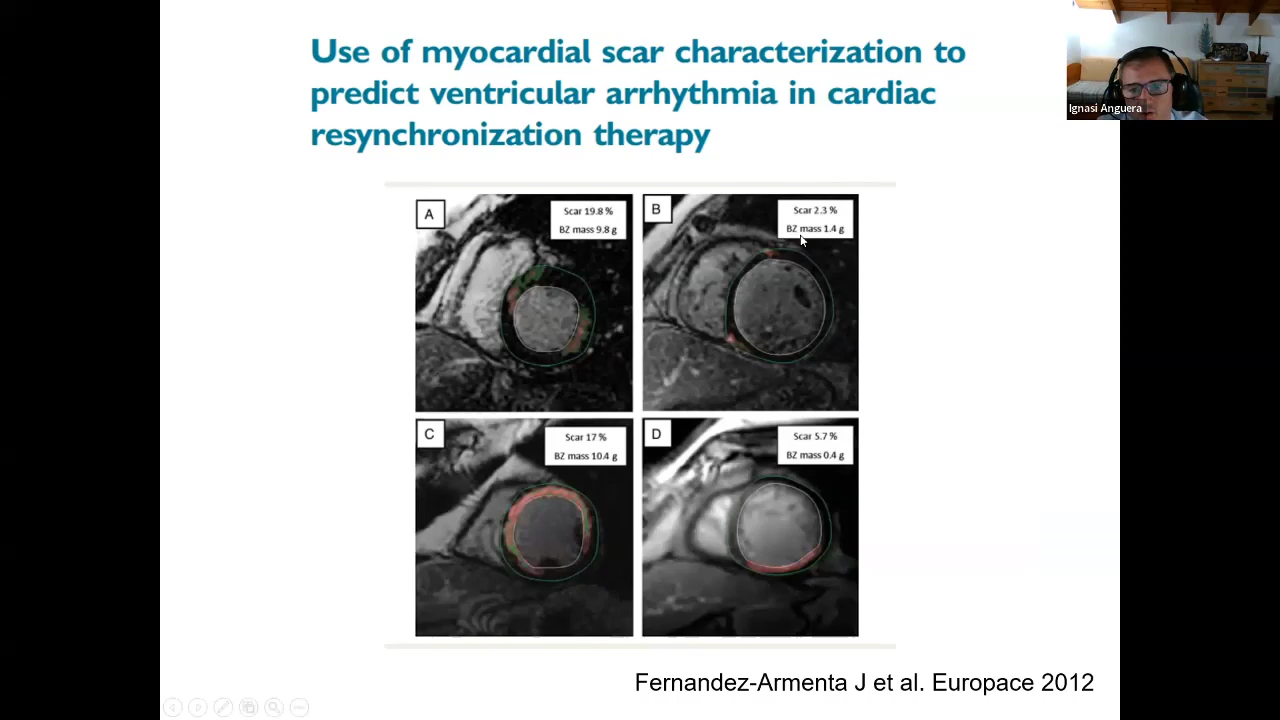 Use of myocardial scar characterization to
predict ventricular arrhythmia in cardiac
resynchronization therapy
Ignasi Anguera
A
Scar 19.8 %
BZ mass 9.8 g
B
Scar 2.3 %
BZ mass 1.4 g
C
Scar 17 %
BZ mass 10.4 g
D
Scar 5.7 %
BZ mass 0.4 g
Fernandez-Armenta J et al. Europace 2012